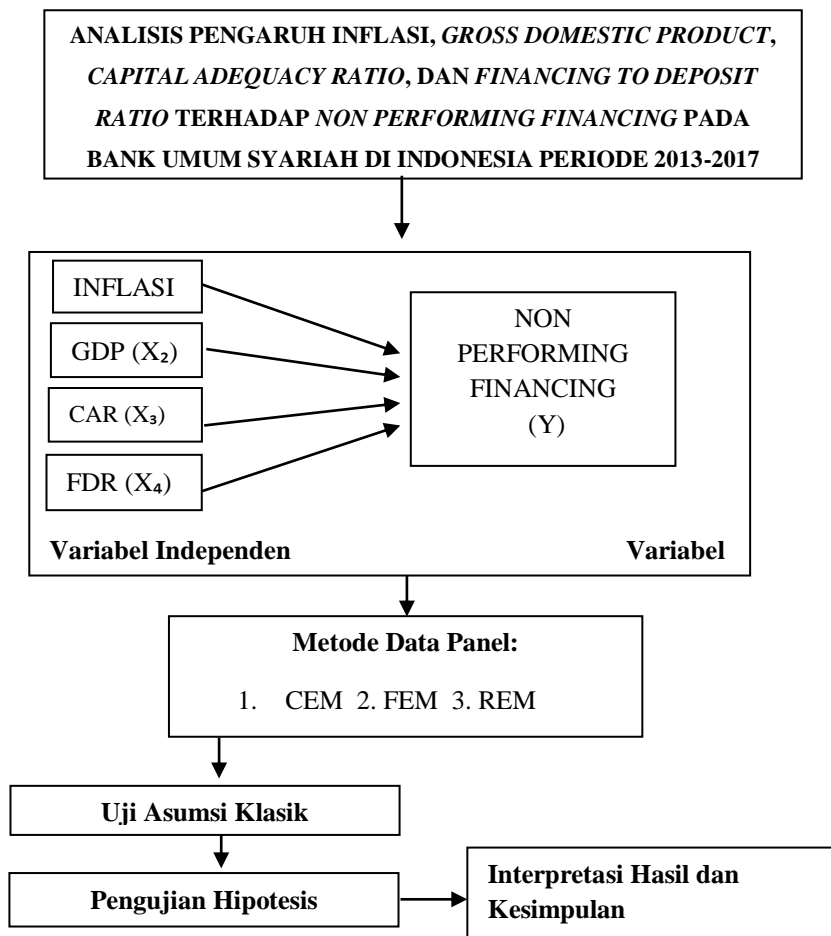 ANALISIS PENGARUH INFLASI, GROSS DOMESTIC PRODUCT,
CAPITAL ADEQUACY RATIO, DAN FINANCING TO DEPOSIT
RATIO TERHADAP NON PERFORMING FINANCING PADA
BANK UMUM SYARIAH DI INDONESIA PERIODE 2013-2017
INFLASI
GDP (X₂)
CAR (X₃)
FDR (X₄)
NON
PERFORMING
FINANCING
(Y)
Variabel Independen
Variabel
Metode Data Panel:
1. CEM 2. FEM 3. REM
Uji Asumsi Klasik
Pengujian Hipotesis
Interpretasi Hasil dan
Kesimpulan